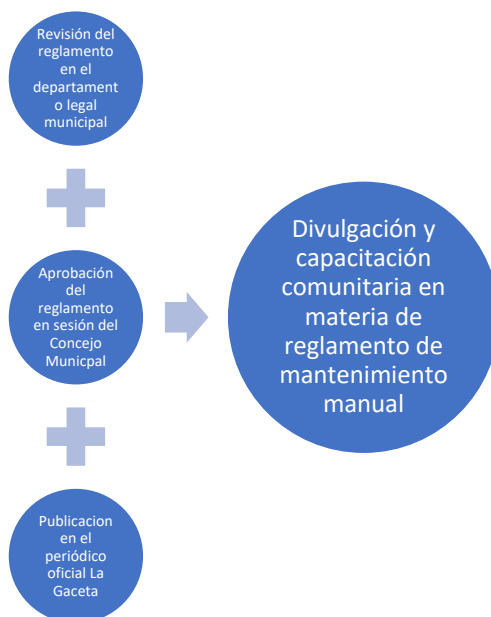 Revisión del
reglamento
en el
departament
o legal
municipal
Aprobación
del
reglamento
en sesión del
Concejo
Municpal
Publicacion
en el
periódico
oficial La
Gaceta
Divulgación y
capacitación
comunitaria en
materia de
reglamento de
mantenimiento
manual